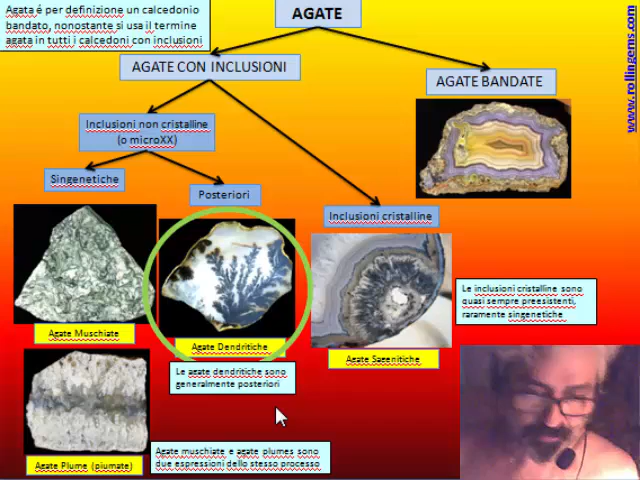 Agata é per definizione un calcedonio
bandato, nonostante si usa il termine
agata in tutti i calcedoni con inclusioni
AGATE
www.rollingems.com
AGATE CON INCLUSIONI
AGATE BANDATE
Inclusioni non cristalline
(o microXX)
Singenetiche
Posteriori
Inclusioni cristalline
Le inclusioni cristalline sono
quasi sempre preesistenti,
raramente singenetiche
Agate Muschiate
Agate Dendritiche
Agate Sagenitiche
Le agate dendritiche sono
generalmente posteriori
Agate Plume (piumate)
Agate muschiate e agate plumes sono
due expressioni dello stesso processo